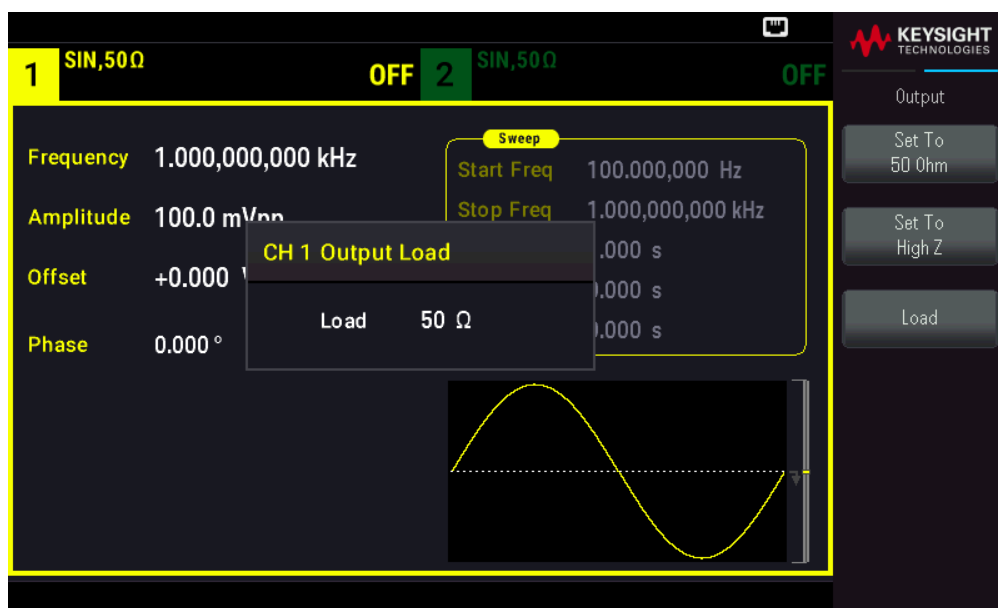 KEYSIGHT
TECHNOLOGIES
1 SIN,50Ω OFF
2 SIN,50Ω OFF
Output
Set To
50 Ohm
Set To
High Z
Load
Frequency 1.000,000,000 kHz
Amplitude 100.0 mVpp
Offset +0.000
Phase 0.000 °
Sweep
Start Freq 100.000,000 Hz
Stop Freq 1.000,000,000 kHz
.000 s
.000 s
.000 s
CH 1 Output Load
Load 50 Ω